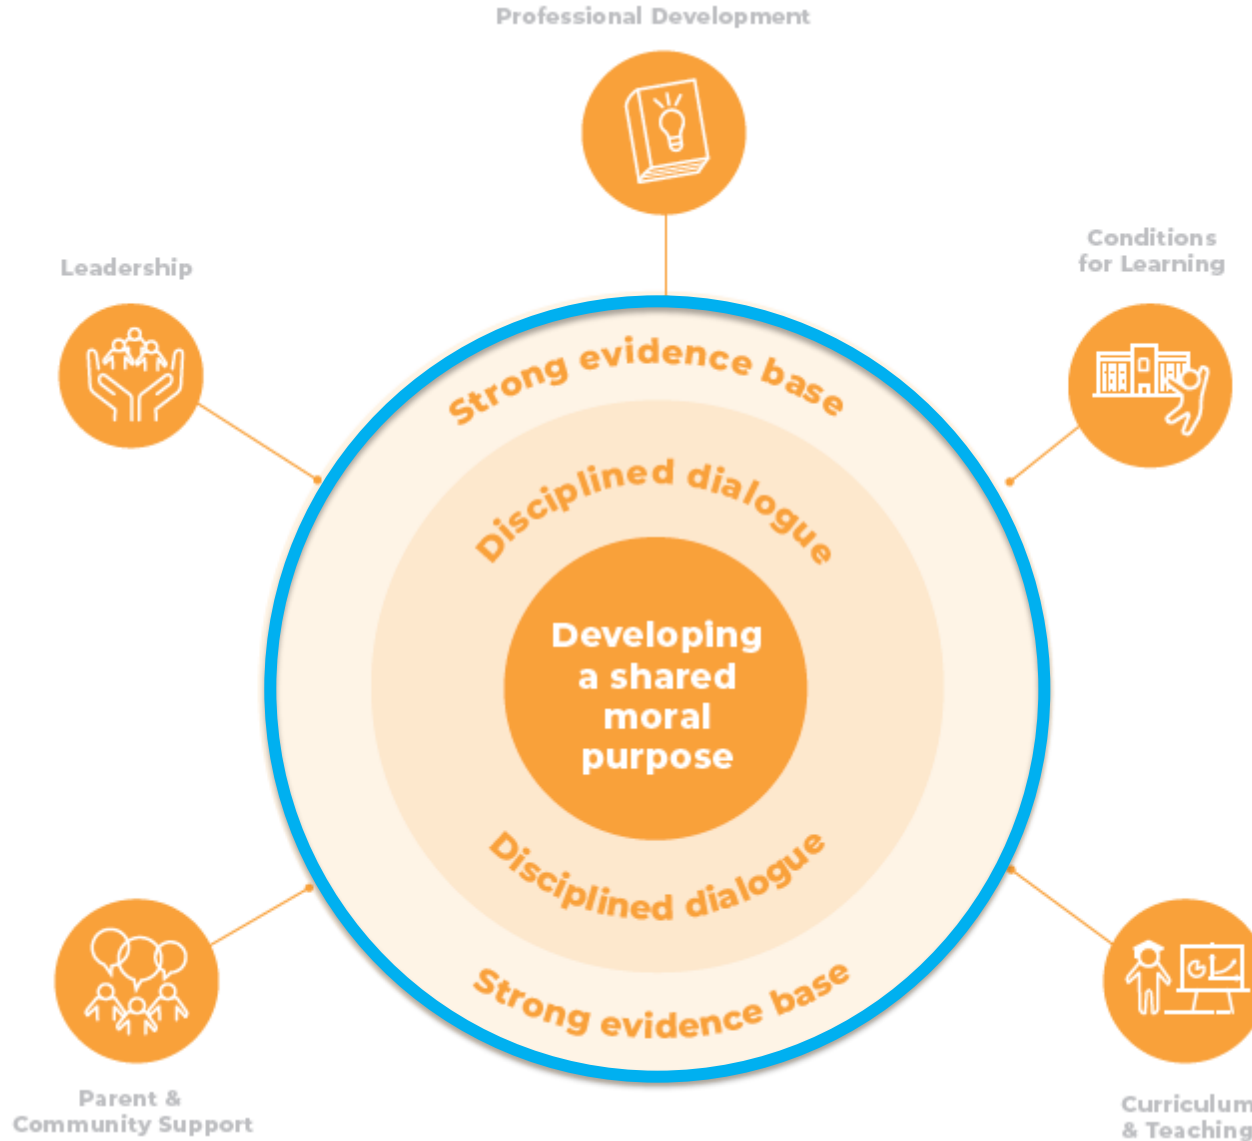 Professional Development
Conditions
for Learning
Leadership
Strong evidence base
Disciplined dialogue
Developing
a shared
moral
purpose
Disciplined dialogue
Strong evidence base
Parent &
Community Support
Curriculum
& Teaching